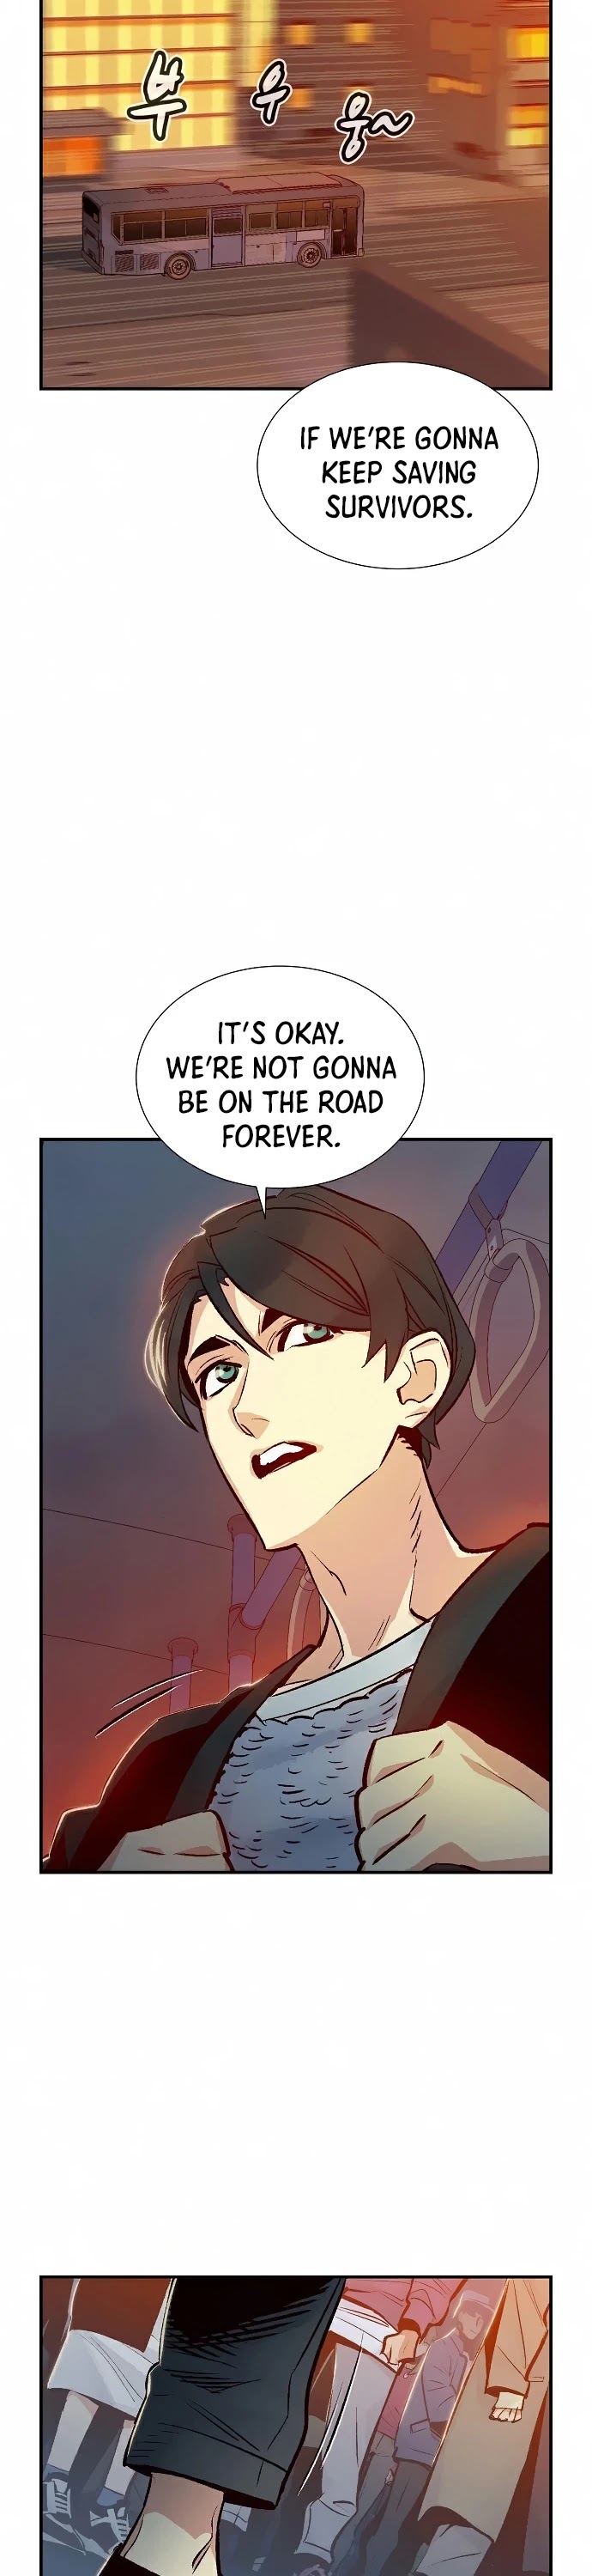 부우웅~
IF WE'RE GONNA
KEEP SAVING
SURVIVORS.
IT'S OKAY.
WE'RE NOT GONNA
BE ON THE ROAD
FOREVER.